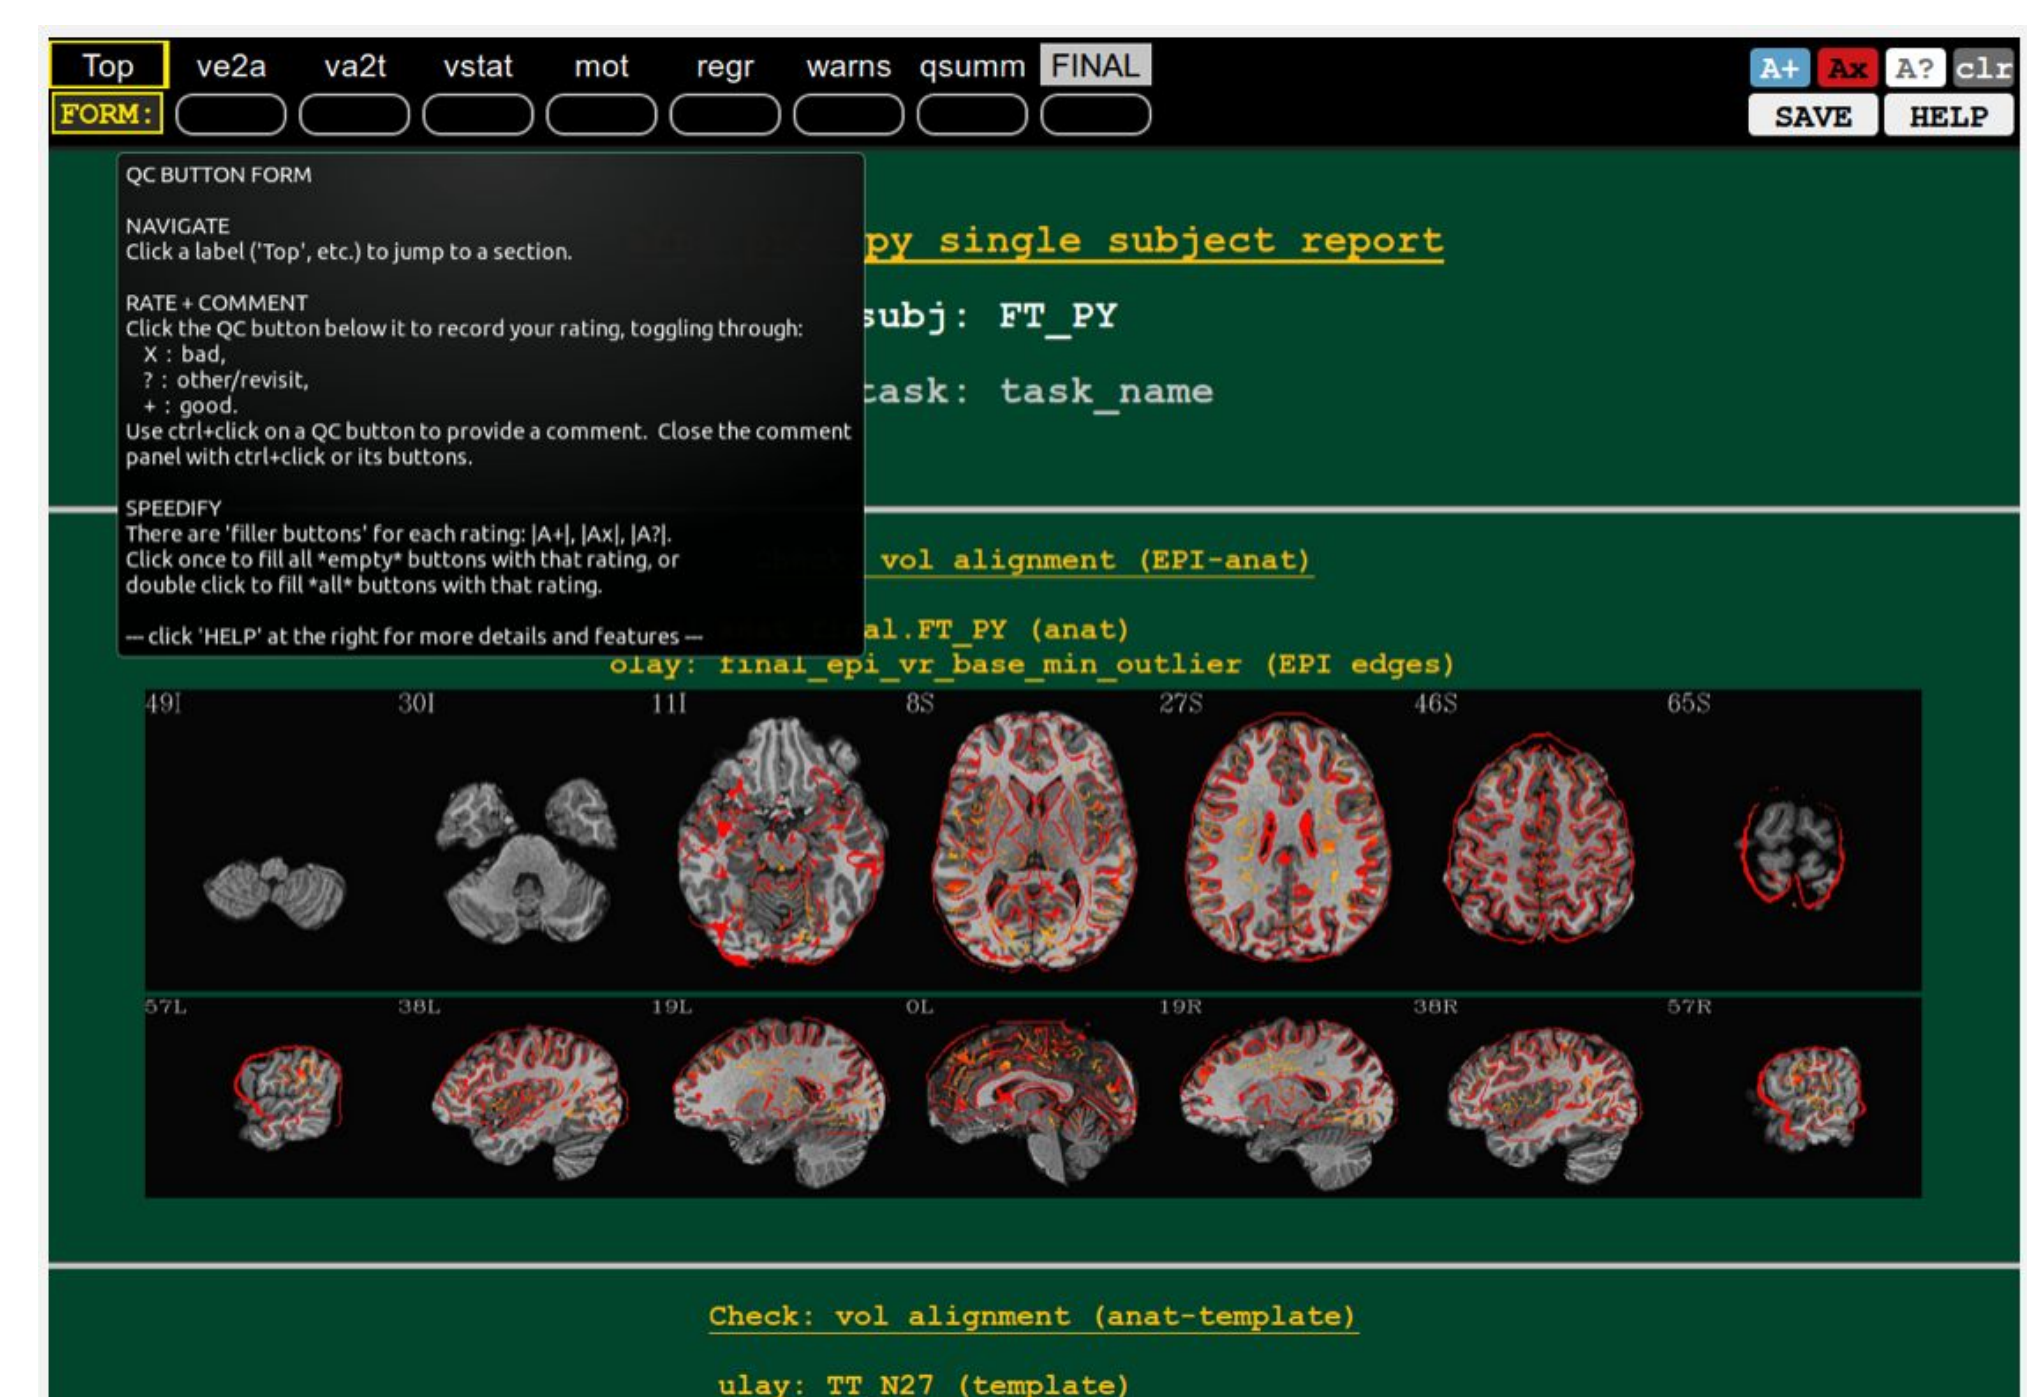 Top ve2a va2t vstat mot regr warns qsumm FINAL A+ Ax A? clr
FORM: SAVE HELP
QC BUTTON FORM
NAVIGATE
Click a label ('Top', etc.) to jump to a section.
RATE + COMMENT
Click the QC button below it to record your rating, toggling through:
X : bad,
? : other/revisit,
+ : good.
Use ctrl+click on a QC button to provide a comment. Close the comment
panel with ctrl+click or its buttons.
SPEEDIFY
There are 'filler buttons' for each rating: |A+|, |Ax|, |A?|.
Click once to fill all *empty* buttons with that rating, or
double click to fill *all* buttons with that rating.
--- click 'HELP' at the right for more details and features ---
py single subject report
subj: FT_PY
task: task_name
vol alignment (EPI-anat)
al.FT_PY (anat)
olay: final_epi_vr_base_min_outlier (EPI edges)
49I 30I 11I 8S 27S 46S 65S
57L 38L 19L 0L 19R 38R 57R
Check: vol alignment (anat-template)
ulay: TT_N27 (template)